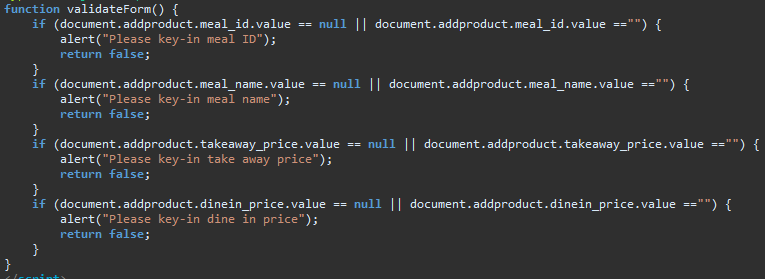 function validateForm() {
if (document.addproduct.meal_id.value == null || document.addproduct.meal_id.value =="") {
alert("Please key-in meal ID");
return false;
}
if (document.addproduct.meal_name.value == null || document.addproduct.meal_name.value =="") {
alert("Please key-in meal name");
return false;
}
if (document.addproduct.takeaway_price.value == null || document.addproduct.takeaway_price.value =="") {
alert("Please key-in take away price");
return false;
}
if (document.addproduct.dinein_price.value == null || document.addproduct.dinein_price.value =="") {
alert("Please key-in dine in price");
return false;
}
}
</script>